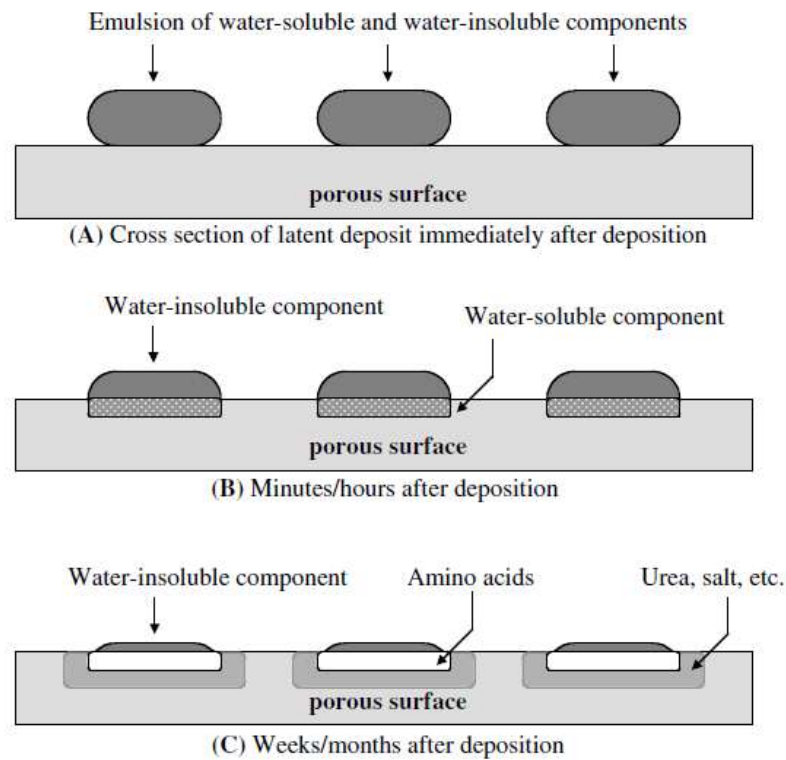 Emulsion of water-soluble and water-insoluble components
porous surface
(A) Cross section of latent deposit immediately after deposition
Water-insoluble component
Water-soluble component
porous surface
(B) Minutes/hours after deposition
Water-insoluble component Amino acids Urea, salt, etc.
porous surface
(C) Weeks/months after deposition